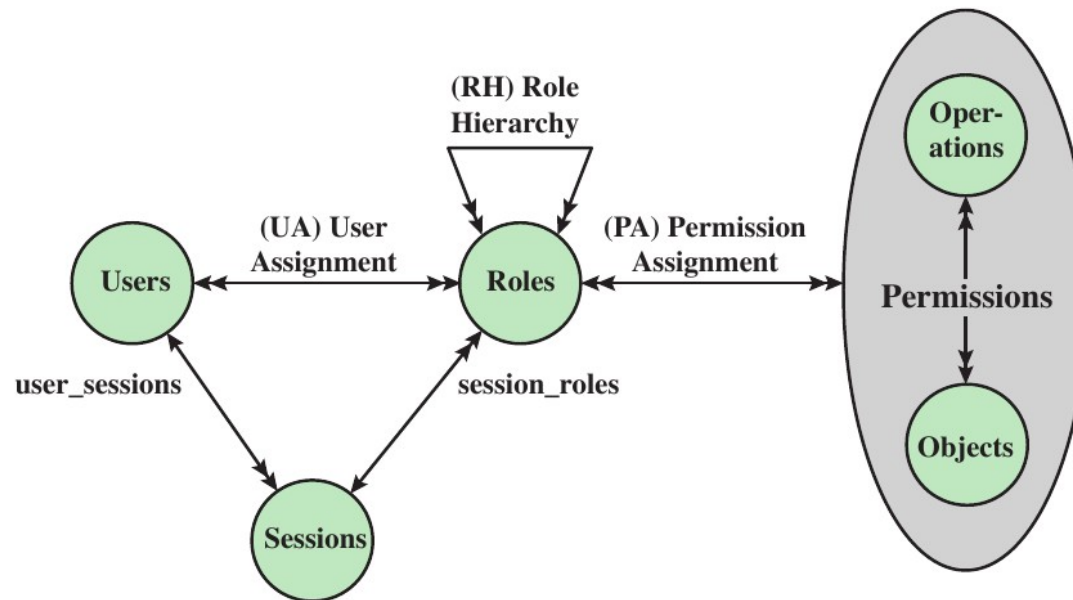 (RH) Role
Hierarchy
Oper-
ations
(UA) User
Assignment
(PA) Permission
Assignment
Users
Roles
Permissions
user_sessions
session_roles
Objects
Sessions